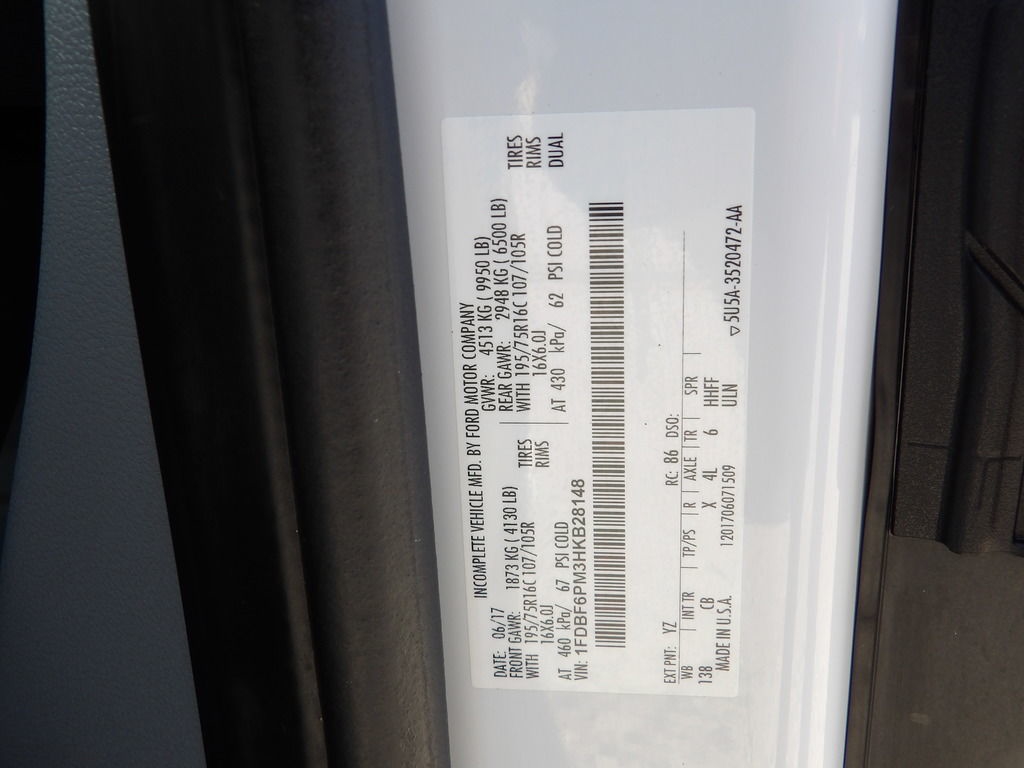 INCOMPLETE VEHICLE MFD. BY FORD MOTOR COMPANY
DATE: 06/17 GVWR: 4513 KG ( 9950 LB)
FRONT GAWR: 1873 KG ( 4130 LB) REAR GAWR: 2948 KG ( 6500 LB)
WITH 195/75R16C 107/105R TIRES WITH 195/75R16C 107/105R TIRES
16X6.0J RIMS 16X6.0J RIMS
AT 460 kPa/ 67 PSI COLD AT 430 kPa/ 62 PSI COLD DUAL
VIN: 1FDBF6PM3HKB28148
EXT PNT: YZ RC: 86 DSO:
WB INT TR TP/PS R AXLE TR SPR
138 CB X 4L 6 HHFF
MADE IN U.S.A. 1201706071509 ULN
▽ 5U5A-3520472-AA